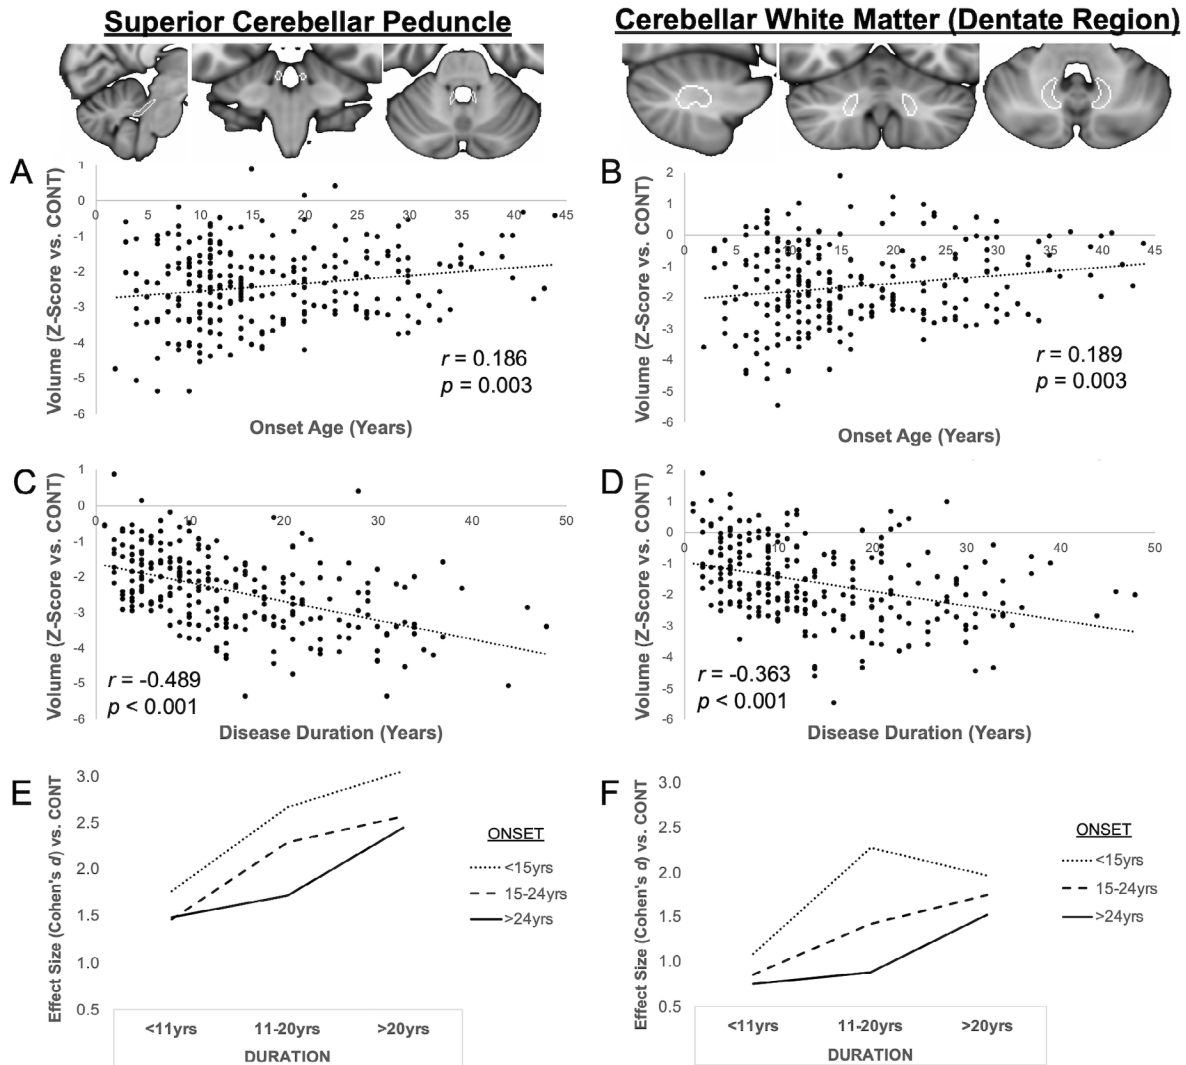 Superior Cerebellar Peduncle
Cerebellar White Matter (Dentate Region)
A
Volume (Z-Score vs. CONT)
1
0
-1
-2
-3
-4
-5
-6
0 5 10 15 20 25 30 35 40 45
r = 0.186
p = 0.003
Onset Age (Years)
B
Volume (Z-Score vs. CONT)
2
1
0
-1
-2
-3
-4
-5
-6
0 5 10 15 20 25 30 35 40 45
r = 0.189
p = 0.003
Onset Age (Years)
C
Volume (Z-Score vs. CONT)
1
0
-1
-2
-3
-4
-5
-6
0 10 20 30 40 50
r = -0.489
p < 0.001
Disease Duration (Years)
D
Volume (Z-Score vs. CONT)
2
1
0
-1
-2
-3
-4
-5
-6
0 10 20 30 40 50
r = -0.363
p < 0.001
Disease Duration (Years)
E
Effect Size (Cohen's d) vs. CONT
3.0
2.5
2.0
1.5
1.0
0.5
<11yrs 11-20yrs >20yrs
DURATION
ONSET
<15yrs
15-24yrs
>24yrs
F
Effect Size (Cohen's d) vs. CONT
3.0
2.5
2.0
1.5
1.0
0.5
<11yrs 11-20yrs >20yrs
DURATION
ONSET
<15yrs
15-24yrs
>24yrs